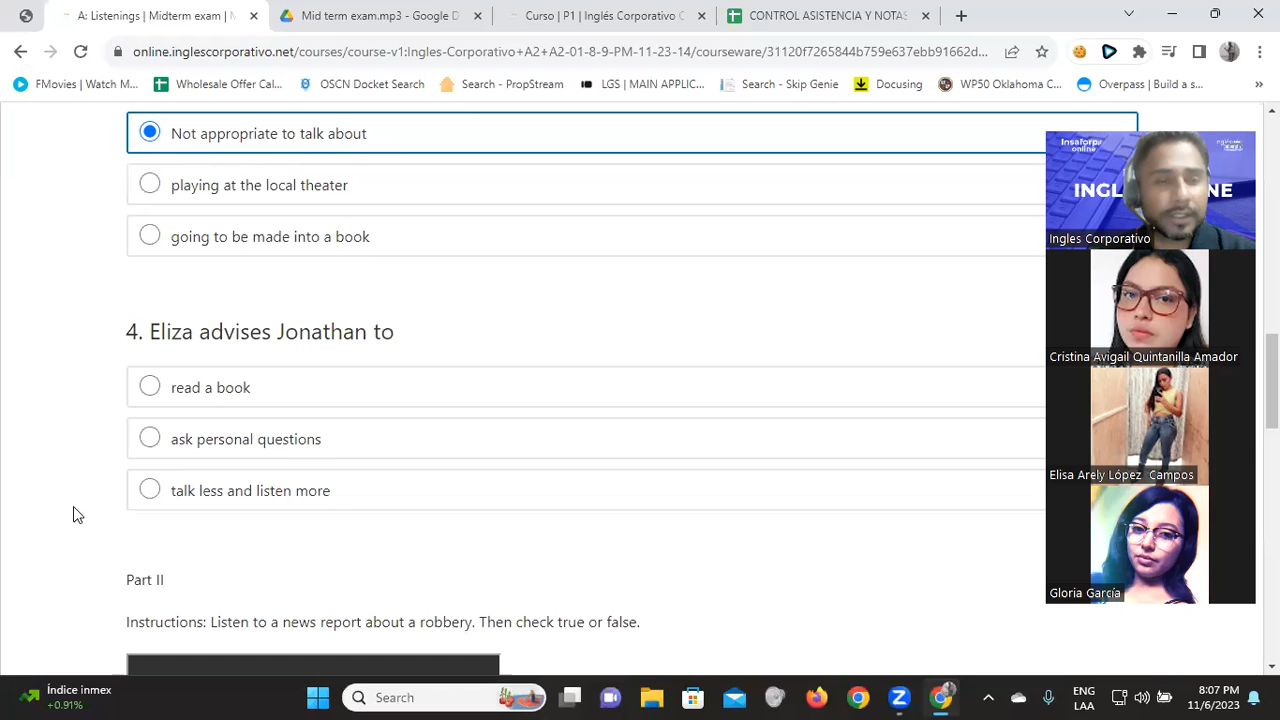 A: Listenings | Midterm exam |
Mid term exam.mp3 - Google D
Curso | P1 | Inglés Corporativo
CONTROL ASISTENCIA Y NOTAS
online.inglescorporativo.net/courses/course-v1:Ingles-Corporativo+A2+A2-01-8-9-PM-11-23-14/courseware/31120f7265844b759e637ebb91662d...
FMovies | Watch M...
Wholesale Offer Cal...
OSCN Docket Search
Search - PropStream
LGS | MAIN APPLIC...
Search - Skip Genie
Docusing
WP50 Oklahoma C...
Overpass | Build a s...
Not appropriate to talk about
playing at the local theater
going to be made into a book
4. Eliza advises Jonathan to
read a book
ask personal questions
talk less and listen more
Part II
Instructions: Listen to a news report about a robbery. Then check true or false.
Insaforp
online
Ingles Corporativo
Cristina Avigail Quintanilla Amador
Elisa Arely López Campos
Gloria García
Índice inmex
+0.91%
Search
ENG
LAA
8:07 PM
11/6/2023